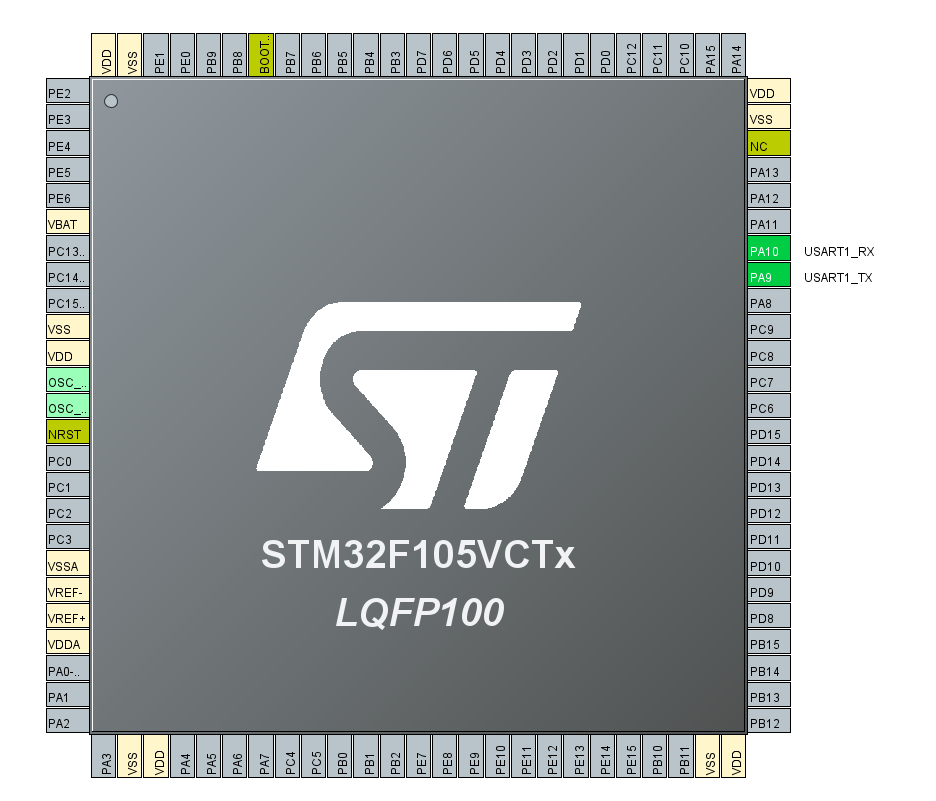 VDD
VSS
PE1
PE0
PB9
PB8
BOOT..
PB7
PB6
PB5
PB4
PB3
PD7
PD6
PD5
PD4
PD3
PD2
PD1
PD0
PC12
PC11
PC10
PA15
PA14
PE2
PE3
PE4
PE5
PE6
VBAT
PC13..
PC14..
PC15..
VSS
VDD
OSC_..
OSC_..
NRST
PC0
PC1
PC2
PC3
VSSA
VREF-
VREF+
VDDA
PA0-..
PA1
PA2
ST
STM32F105VCTx
LQFP100
VDD
VSS
NC
PA13
PA12
PA11
PA10 USART1_RX
PA9 USART1_TX
PA8
PC9
PC8
PC7
PC6
PD15
PD14
PD13
PD12
PD11
PD10
PD9
PD8
PB15
PB14
PB13
PB12
PA3
VSS
VDD
PA4
PA5
PA6
PA7
PC4
PC5
PB0
PB1
PB2
PE7
PE8
PE9
PE10
PE11
PE12
PE13
PE14
PE15
PB10
PB11
VSS
VDD